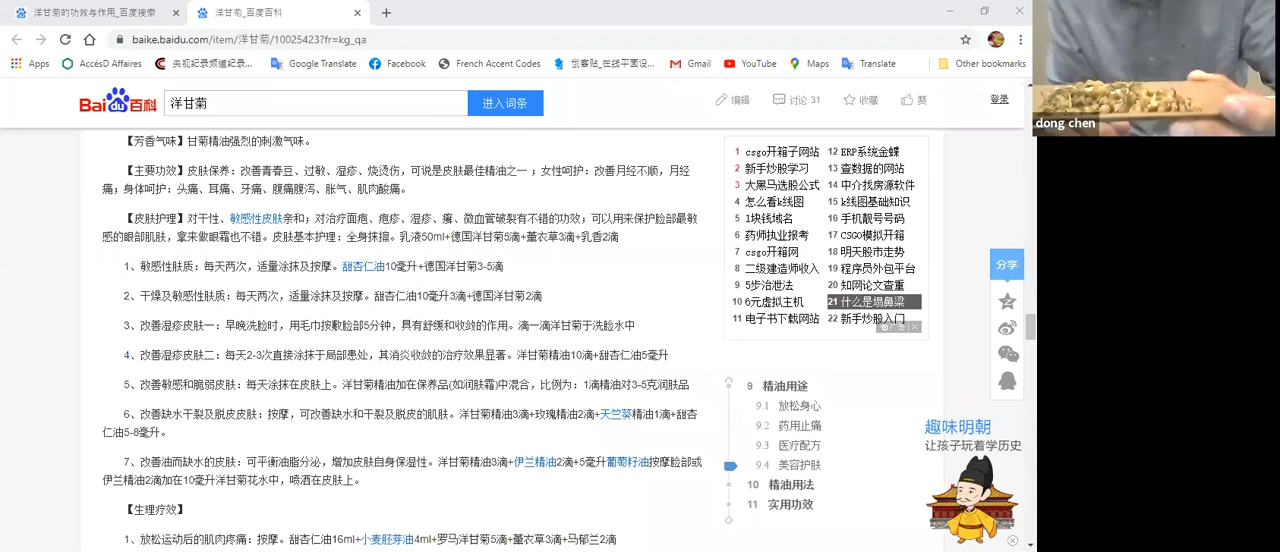 洋甘菊的功效与作用_百度搜索
洋甘菊_百度百科
baike.baidu.com/item/洋甘菊/10025423?fr=kg_qa
Apps
AccèsD Affaires
央视纪录频道纪录...
Google Translate
Facebook
French Accent Codes
创客贴_在线平面设...
Gmail
YouTube
Maps
Translate
Other bookmarks
Bai du 百科
洋甘菊
进入词条
编辑
讨论 31
收藏
赞
登录
【芳香气味】甘菊精油强烈的刺激气味。
【主要功效】皮肤保养：改善青春豆、过敏、湿疹、烧烫伤，可说是皮肤最佳精油之一；女性呵护：改善月经不顺，月经
痛；身体呵护：头痛、耳痛、牙痛、腹痛腹泻、胀气、肌肉酸痛。
【皮肤护理】对干性、敏感性皮肤亲和；对治疗面疱、疱疹、湿疹、癣、微血管破裂有不错的功效；可以用来保护脸部最敏
感的眼部肌肤，拿来做眼霜也不错。皮肤基本护理：全身抹擦。乳液50ml+德国洋甘菊5滴+薰衣草3滴+乳香2滴
1、敏感性肤质：每天两次，适量涂抹及按摩。甜杏仁油10毫升+德国洋甘菊3-5滴
2、干燥及敏感性肤质：每天两次，适量涂抹及按摩。甜杏仁油10毫升3滴+德国洋甘菊2滴
3、改善湿疹皮肤一：早晚洗脸时，用毛巾按敷脸部5分钟，具有舒缓和收敛的作用。滴一滴洋甘菊于洗脸水中
4、改善湿疹皮肤二：每天2-3次直接涂抹于局部患处，其消炎收敛的治疗效果显著。洋甘菊精油10滴+甜杏仁油5毫升
5、改善敏感和脆弱皮肤：每天涂抹在皮肤上。洋甘菊精油加在保养品(如润肤霜)中混合，比例为：1滴精油对3-5克润肤品
6、改善缺水干裂及脱皮皮肤：按摩，可改善缺水和干裂及脱皮的肌肤。洋甘菊精油3滴+玫瑰精油2滴+天竺葵精油1滴+甜杏
仁油5-8毫升。
7、改善油而缺水的皮肤：可平衡油脂分泌，增加皮肤自身保湿性。洋甘菊精油3滴+伊兰精油2滴+5毫升葡萄籽油按摩脸部或
伊兰精油2滴加在10毫升洋甘菊花水中，喷洒在皮肤上。
【生理疗效】
1、放松运动后的肌肉疼痛：按摩。甜杏仁油16ml+小麦胚芽油4ml+罗马洋甘菊5滴+薰衣草3滴+马郁兰2滴
1 csgo开箱子网站
2 新手炒股学习
3 大黑马选股公式
4 怎么看k线图
5 1块钱域名
6 药师执业报考
7 csgo开箱网
8 二级建造师收入
9 5步治泄法
10 6元虚拟主机
11 电子书下载网站
12 ERP系统金蝶
13 查数据的网站
14 中介找房源软件
15 k线图基础知识
16 手机靓号号码
17 CSGO模拟开箱
18 明天股市走势
19 程序员外包平台
20 知网论文查重
21 什么是塌鼻梁
22 新手炒股入门
广告
分享
9 精油用途
9.1 放松身心
9.2 药用止痛
9.3 医疗配方
9.4 美容护肤
10 精油用法
11 实用功效
趣味明朝
让孩子玩着学历史
dong chen